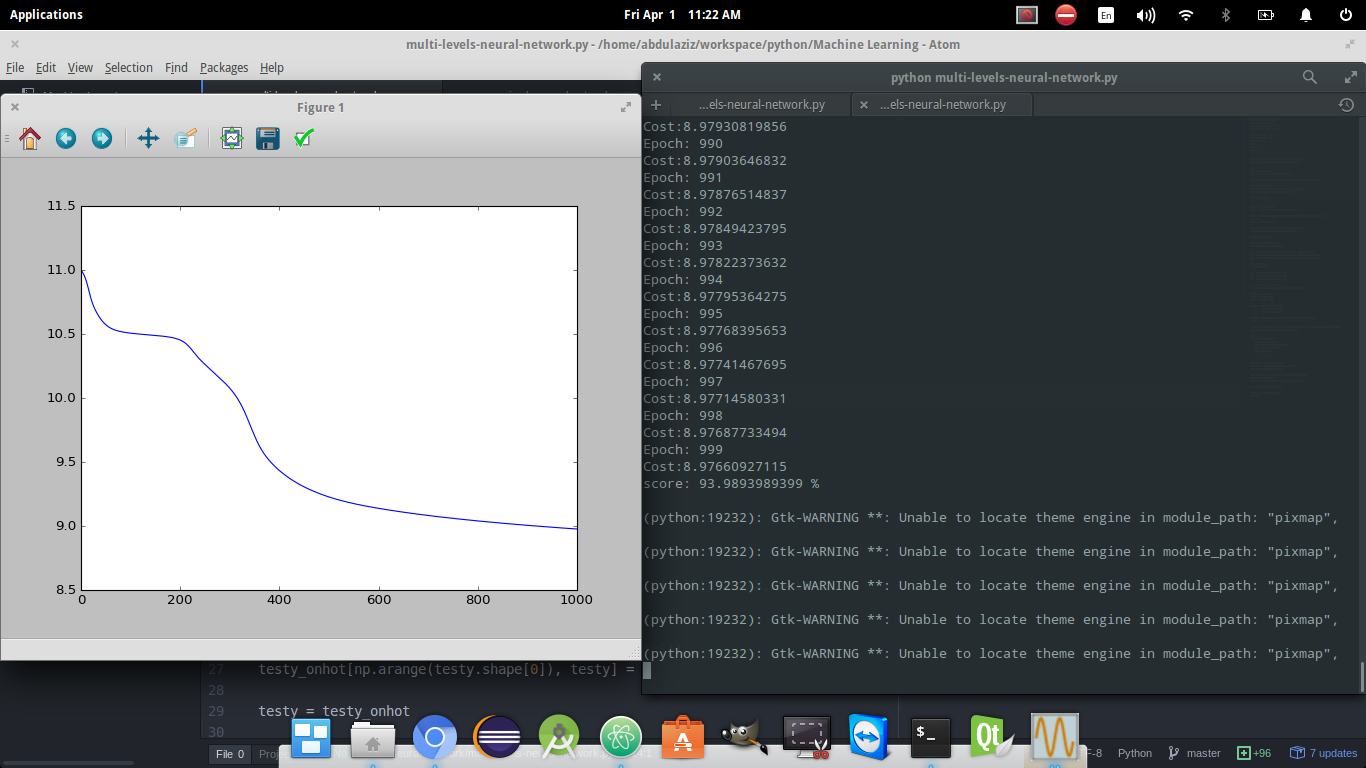 Applications
Fri Apr 1 11:22 AM
En
multi-levels-neural-network.py - /home/abdulaziz/workspace/python/Machine Learning - Atom
File Edit View Selection Find Packages Help
python multi-levels-neural-network.py
...els-neural-network.py
...els-neural-network.py
Figure 1
11.5
11.0
10.5
10.0
9.5
9.0
8.5
0 200 400 600 800 1000
Cost:8.97930819856
Epoch: 990
Cost:8.97903646832
Epoch: 991
Cost:8.97876514837
Epoch: 992
Cost:8.97849423795
Epoch: 993
Cost:8.97822373632
Epoch: 994
Cost:8.97795364275
Epoch: 995
Cost:8.97768395653
Epoch: 996
Cost:8.97741467695
Epoch: 997
Cost:8.97714580331
Epoch: 998
Cost:8.97687733494
Epoch: 999
Cost:8.97660927115
score: 93.9893989399 %
(python:19232): Gtk-WARNING **: Unable to locate theme engine in module_path: "pixmap",
(python:19232): Gtk-WARNING **: Unable to locate theme engine in module_path: "pixmap",
(python:19232): Gtk-WARNING **: Unable to locate theme engine in module_path: "pixmap",
(python:19232): Gtk-WARNING **: Unable to locate theme engine in module_path: "pixmap",
(python:19232): Gtk-WARNING **: Unable to locate theme engine in module_path: "pixmap",
27 testy_onhot[np.arange(testy.shape[0]), testy] =
28
29 testy = testy_onhot
30
$_
Qt
File 0
F-8 Python master +96 7 updates